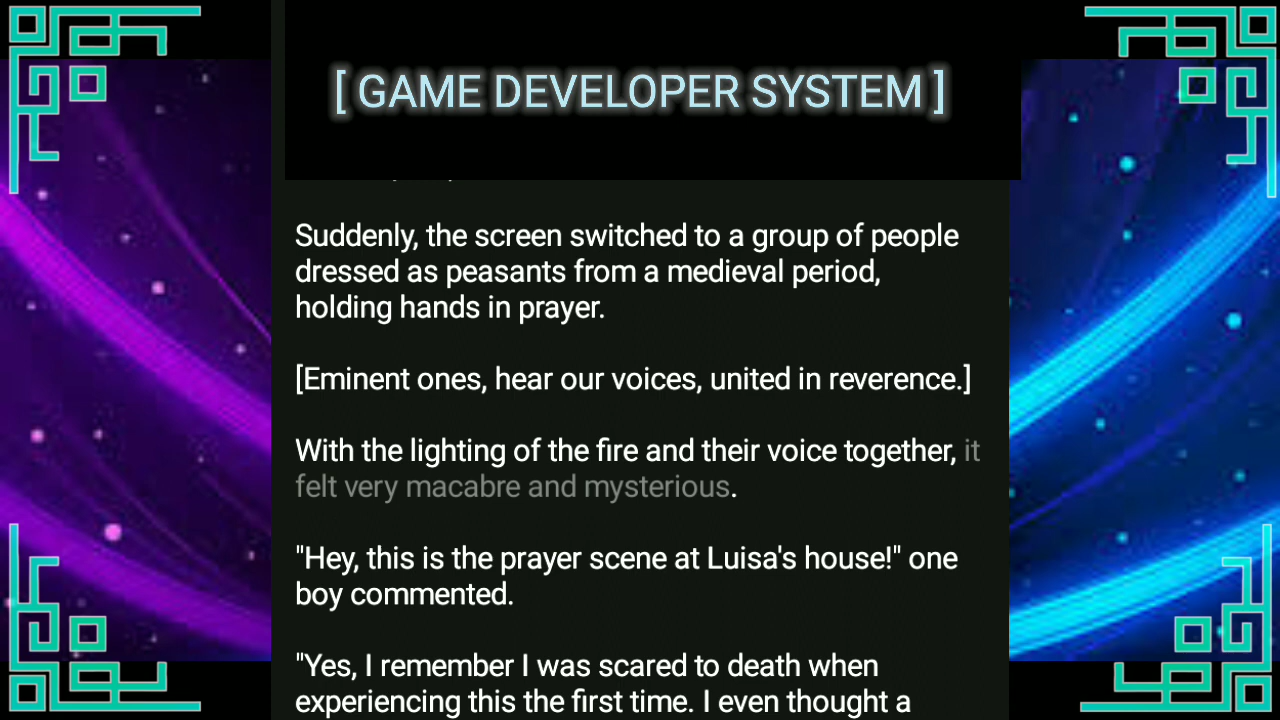 [ GAME DEVELOPER SYSTEM ]
Suddenly, the screen switched to a group of people
dressed as peasants from a medieval period,
holding hands in prayer.
[Eminent ones, hear our voices, united in reverence.]
With the lighting of the fire and their voice together, it
felt very macabre and mysterious.
"Hey, this is the prayer scene at Luisa's house!" one
boy commented.
"Yes, I remember I was scared to death when
experiencing this the first time. I even thought a